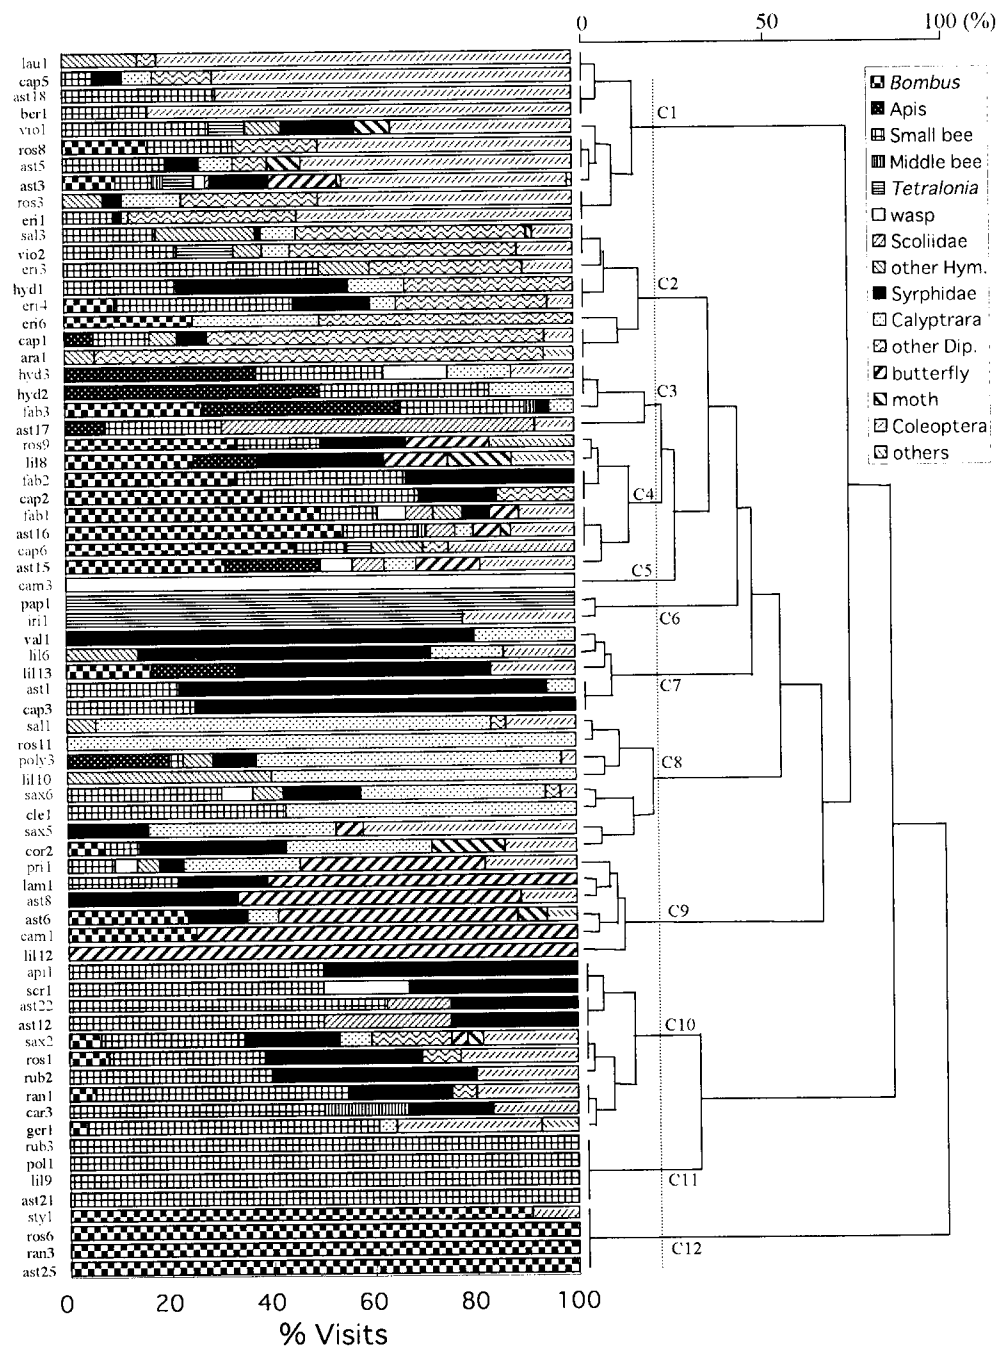 0 50 100 (%)
lau1
cap5
ast18
ber1
vio1
ros8
ast5
ast3
ros3
eri1
sal3
vio2
eri3
hyd1
eri4
eri6
cap1
ara1
hyd3
hyd2
fab3
ast17
ros9
lil8
fab2
cap2
fab1
ast16
cap6
ast15
cam3
pap1
iri1
val1
lil6
lil13
ast1
cap3
sal1
ros11
poly3
lil10
sax6
cle1
sax5
cor2
pri1
lam1
ast8
ast6
cam1
lil12
api1
scr1
ast22
ast12
sax2
ros1
rub2
ran1
car3
ger1
rub3
pol1
lil9
ast21
sty1
ros6
ran3
ast25
C1
C2
C3
C4
C5
C6
C7
C8
C9
C10
C11
C12
Bombus
Apis
Small bee
Middle bee
Tetralonia
wasp
Scoliidae
other Hym.
Syrphidae
Calyptrara
other Dip.
butterfly
moth
Coleoptera
others
0 20 40 60 80 100
% Visits